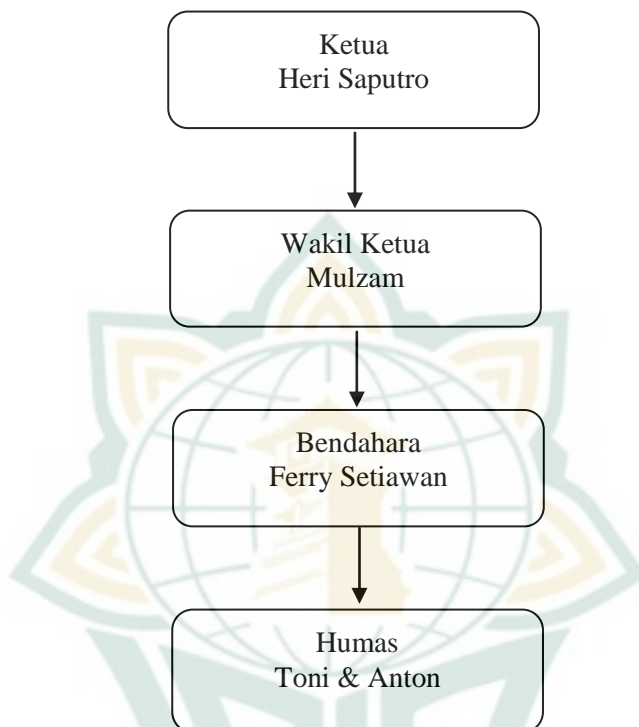 Ketua
Heri Saputro
Wakil Ketua
Mulzam
Bendahara
Ferry Setiawan
Humas
Toni & Anton